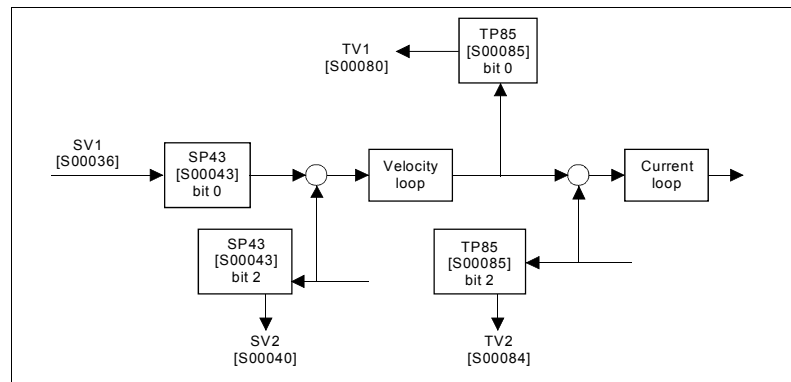 TP85
[S00085]
bit 0
TV1
[S00080]
SV1
[S00036]
SP43
[S00043]
bit 0
Velocity
loop
Current
loop
SP43
[S00043]
bit 2
TP85
[S00085]
bit 2
SV2
[S00040]
TV2
[S00084]